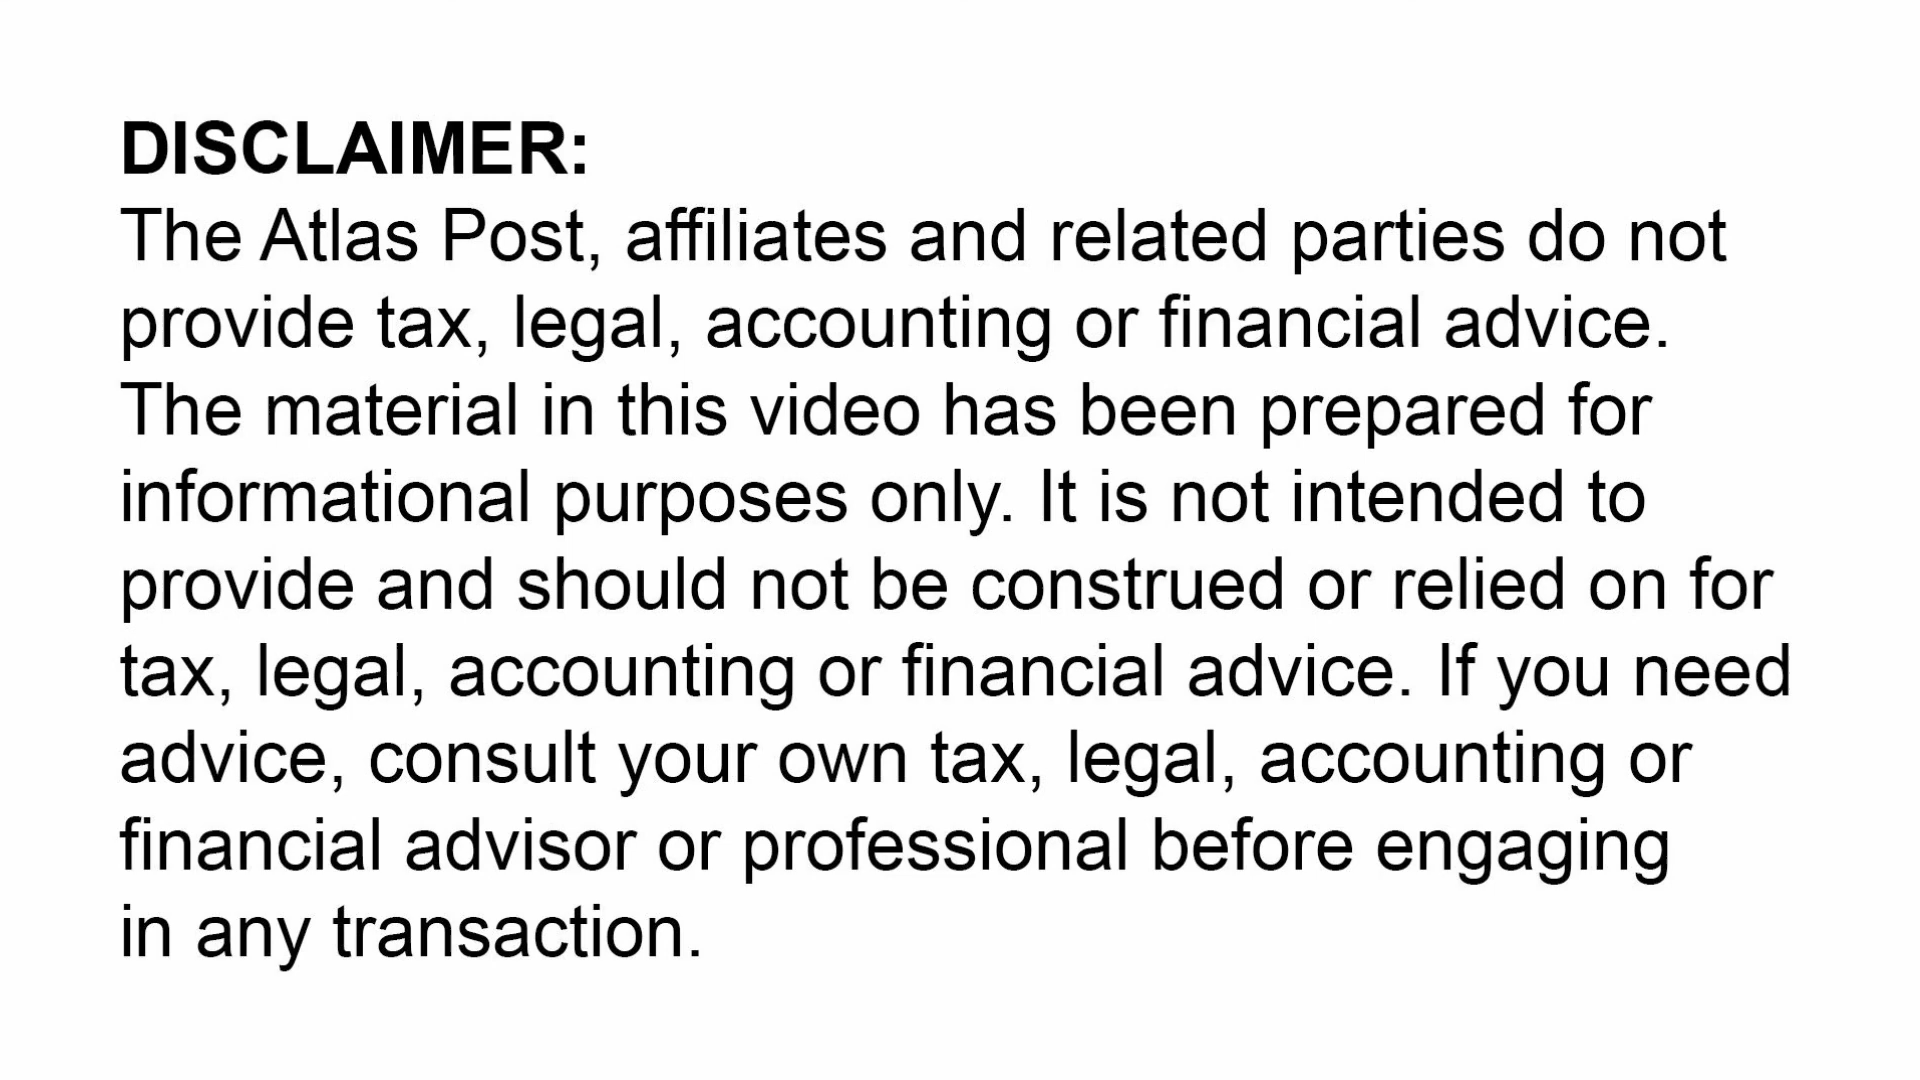 DISCLAIMER:
The Atlas Post, affiliates and related parties do not
provide tax, legal, accounting or financial advice.
The material in this video has been prepared for
informational purposes only. It is not intended to
provide and should not be construed or relied on for
tax, legal, accounting or financial advice. If you need
advice, consult your own tax, legal, accounting or
financial advisor or professional before engaging
in any transaction.